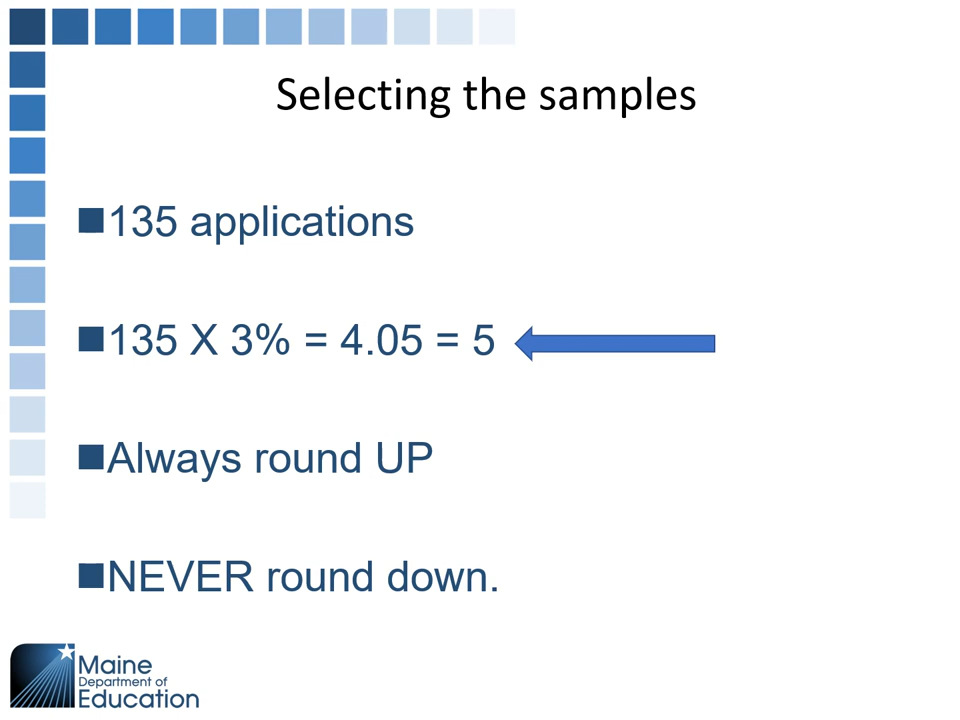 Selecting the samples
135 applications
135 X 3% = 4.05 = 5
Always round UP
NEVER round down.
Maine
Department of
Education